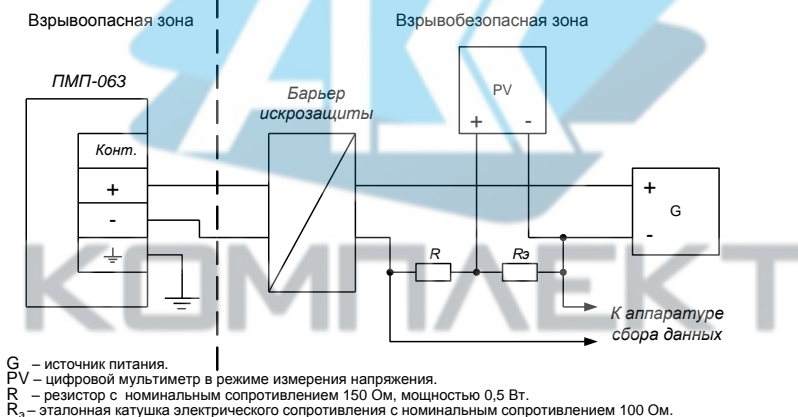 Взрывоопасная зона
Взрывобезопасная зона
ПМП-063
Барьер
искрозащиты
PV
+ -
Конт.
+
-
+
G
-
R
Rэ
К аппаратуре
сбора данных
КОМПЛЕКТ
G – источник питания.
PV – цифровой мультиметр в режиме измерения напряжения.
R – резистор с номинальным сопротивлением 150 Ом, мощностью 0,5 Вт.
Rэ – эталонная катушка электрического сопротивления с номинальным сопротивлением 100 Ом.